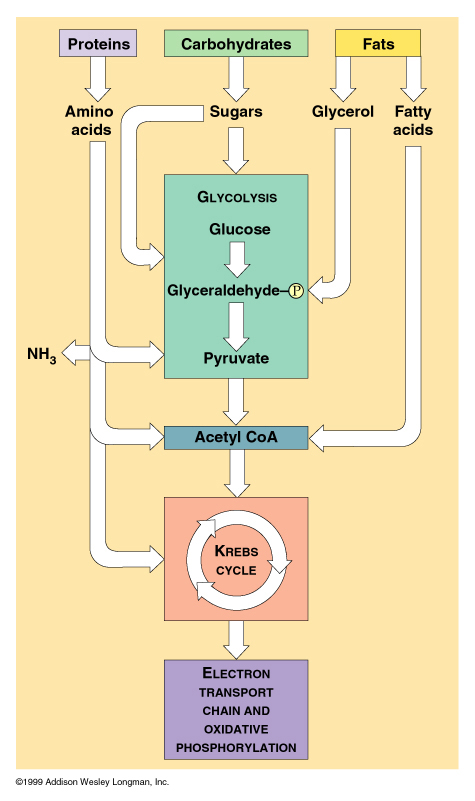 Proteins
Carbohydrates
Fats
Amino
acids
Sugars
Glycerol
Fatty
acids
GLYCOLYSIS
Glucose
Glyceraldehyde–P
NH3
Pyruvate
Acetyl CoA
KREBS
CYCLE
ELECTRON
TRANSPORT
CHAIN AND
OXIDATIVE
PHOSPHORYLATION
©1999 Addison Wesley Longman, Inc.